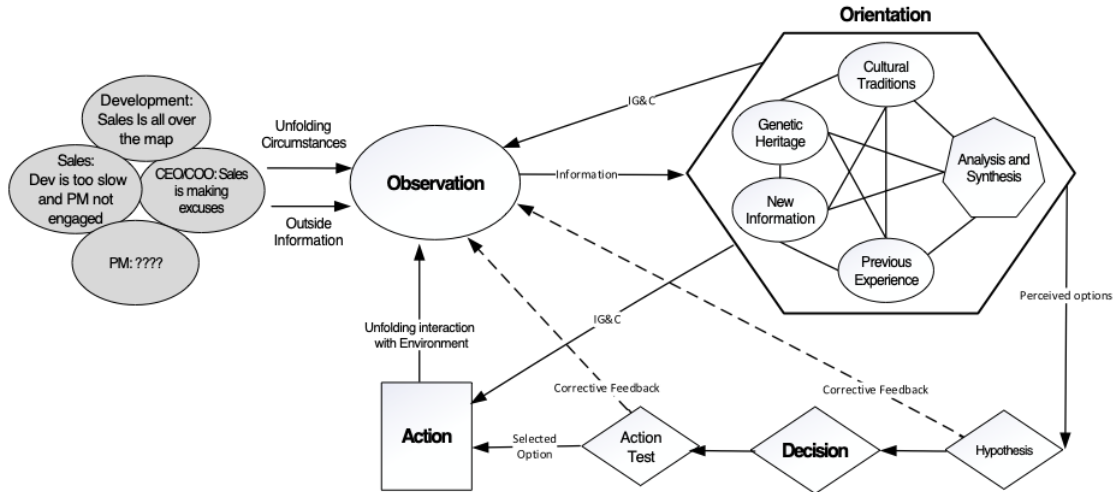 Orientation
Development:
Sales Is all over
the map
Sales:
Dev is too slow
and PM not
engaged
CEO/COO: Sales
is making
excuses
PM: ????
Unfolding
Circumstances
Outside
Information
Observation
IG&C
Information
Cultural
Traditions
Genetic
Heritage
New
Information
Previous
Experience
Analysis and
Synthesis
Perceived options
IG&C
Unfolding interaction
with Environment
Corrective Feedback
Corrective Feedback
Action
Selected
Option
Action
Test
Decision
Hypothesis